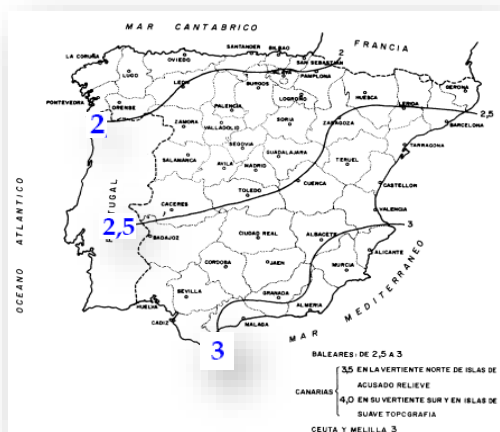 MAR CANTABRICO
FRANCIA
LA CORUÑA
LUGO
OVIEDO
SANTANDER
BILBAO
SAN SEBASTIAN
2
PAMPLONA
PONTEVEDRA
ORENSE
LEON
BURGOS
LOGROÑO
HUESCA
LERIDA
GERONA
2,5
BARCELONA
2
ZAMORA
PALENCIA
VALLADOLID
SORIA
ZARAGOZA
TARRAGONA
SALAMANCA
SEGOVIA
AVILA
MADRID
GUADALAJARA
TERUEL
CASTELLON
OCEANO ATLANTICO
TOLEDO
CUENCA
CACERES
VALENCIA
2,5
BADAJOZ
CIUDAD REAL
ALBACETE
3
ALICANTE
CORDOBA
JAEN
MURCIA
HUELVA
SEVILLA
GRANADA
ALMERIA
CADIZ
MALAGA
MAR MEDITERRANEO
3
BALEARES: DE 2,5 A 3
CANARIAS
3,5 EN LA VERTIENTE NORTE DE ISLAS DE
ACUSADO RELIEVE
4,0 EN SU VERTIENTE SUR Y EN ISLAS DE
SUAVE TOPOGRAFIA
CEUTA Y MELILLA 3